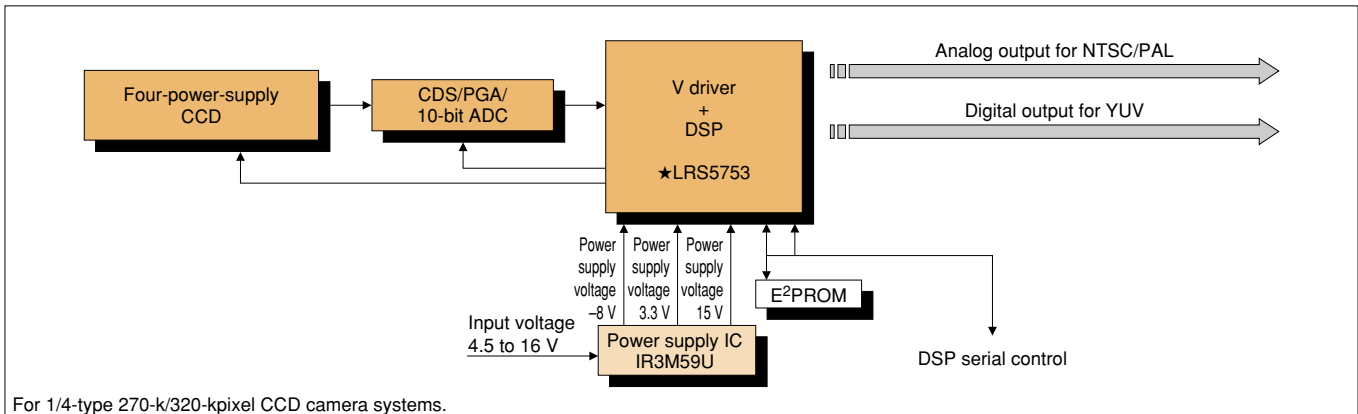 Four-power-supply
CCD
CDS/PGA/
10-bit ADC
V driver
+
DSP
★LRS5753
Analog output for NTSC/PAL
Digital output for YUV
Power
supply
voltage
–8 V
Power
supply
voltage
3.3 V
Power
supply
voltage
15 V
E²PROM
Input voltage
4.5 to 16 V
Power supply IC
IR3M59U
DSP serial control
For 1/4-type 270-k/320-kpixel CCD camera systems.